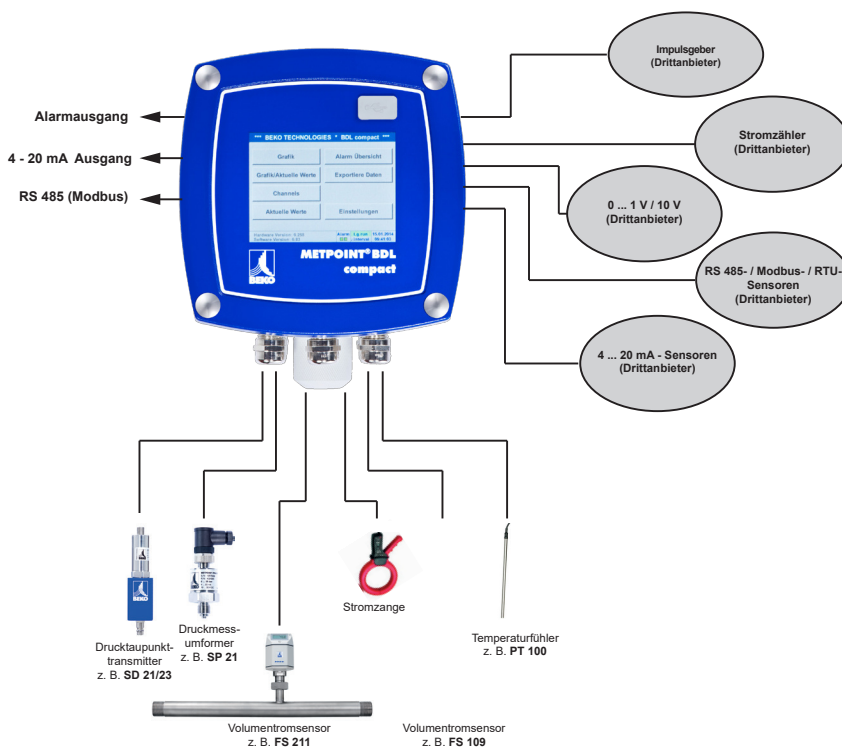 Impulsgeber
(Drittanbieter)
Alarmausgang
4 - 20 mA Ausgang
RS 485 (Modbus)
*** BEKO TECHNOLOGIES * BDL compact ***
Grafik
Alarm Übersicht
Grafik/Aktuelle Werte
Exportiere Daten
Channels
Aktuelle Werte
Einstellungen
METPOINT® BDL
compact
BEKO
Stromzähler
(Drittanbieter)
0 ... 1 V / 10 V
(Drittanbieter)
RS 485- / Modbus- / RTU-
Sensoren
(Drittanbieter)
4 ... 20 mA - Sensoren
(Drittanbieter)
BEKO
Drucktaupunkt-
transmitter
z. B. SD 21/23
Druckmess-
umformer
z. B. SP 21
Stromzange
Temperaturfühler
z. B. PT 100
Volumentromsensor
z. B. FS 211
Volumentromsensor
z. B. FS 109